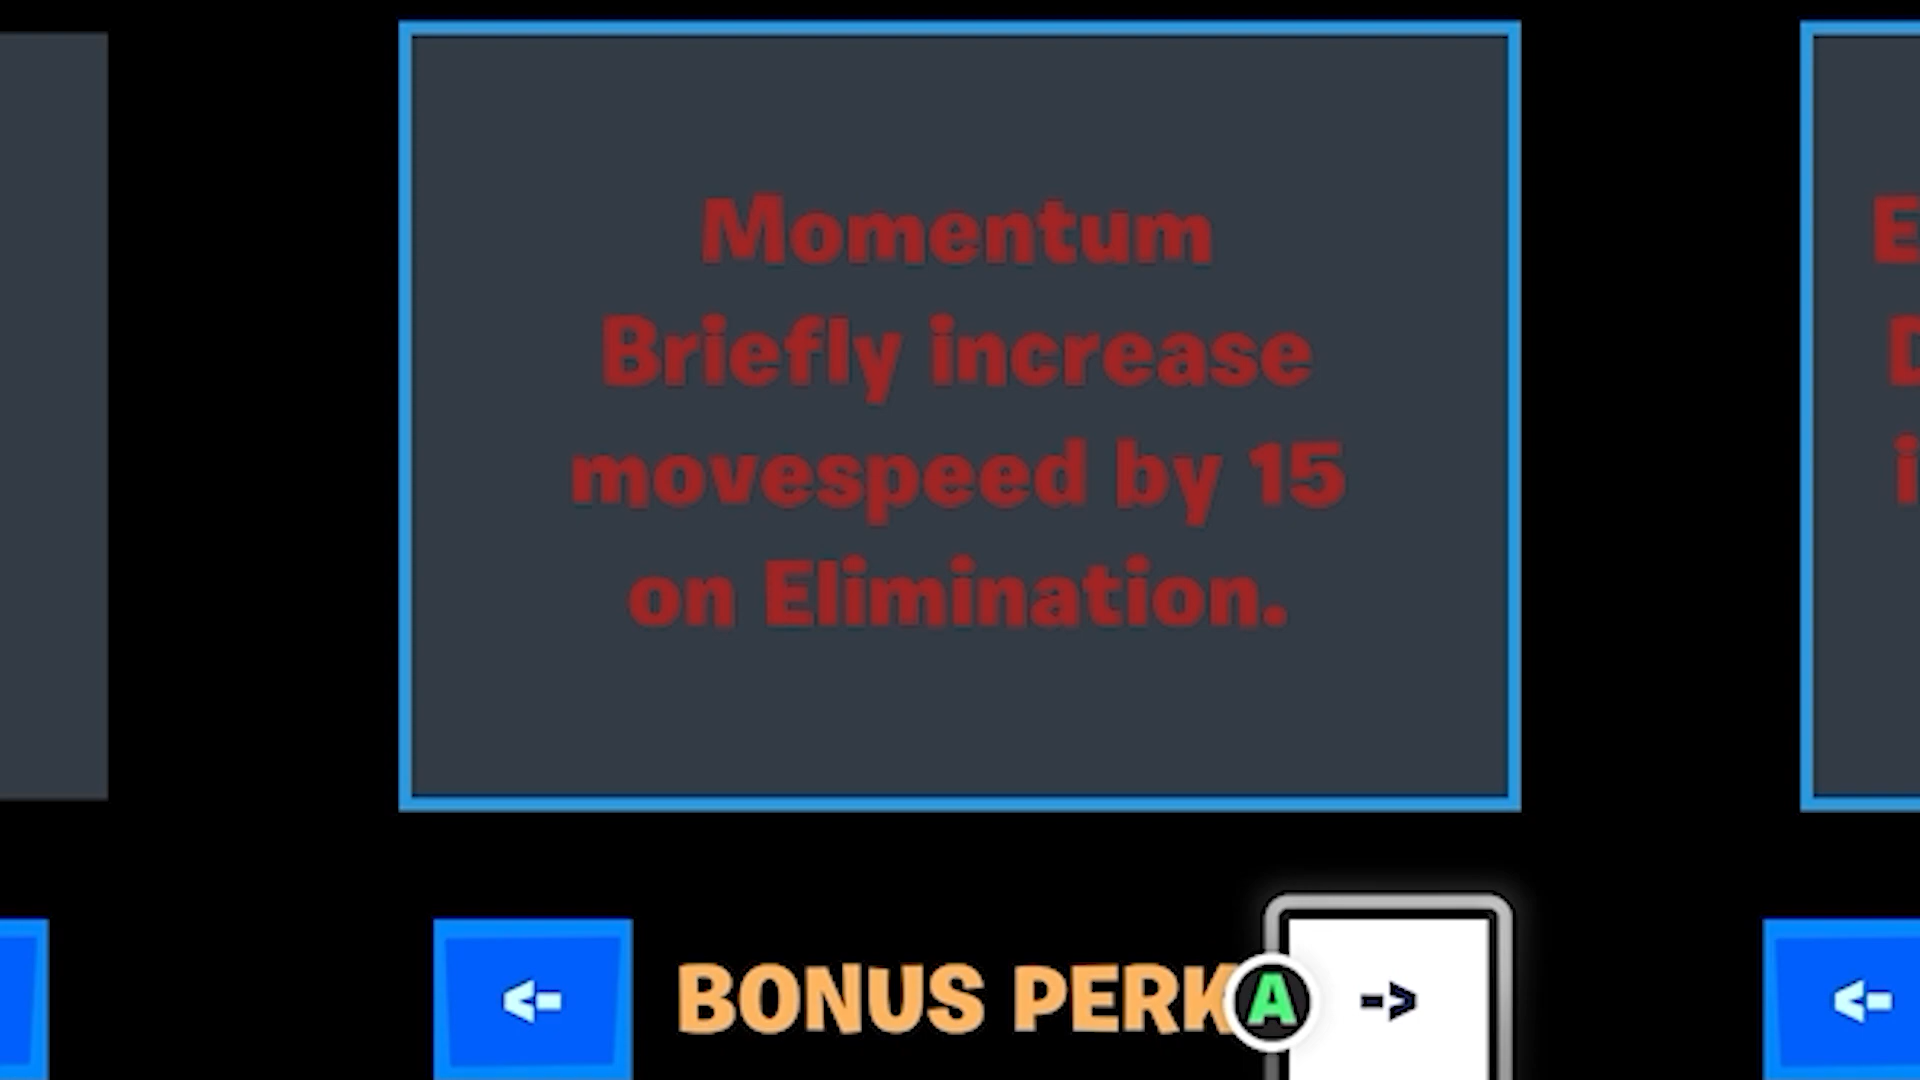 Momentum
Briefly increase
movespeed by 15
on Elimination.
<- BONUS PERK A ->
<-